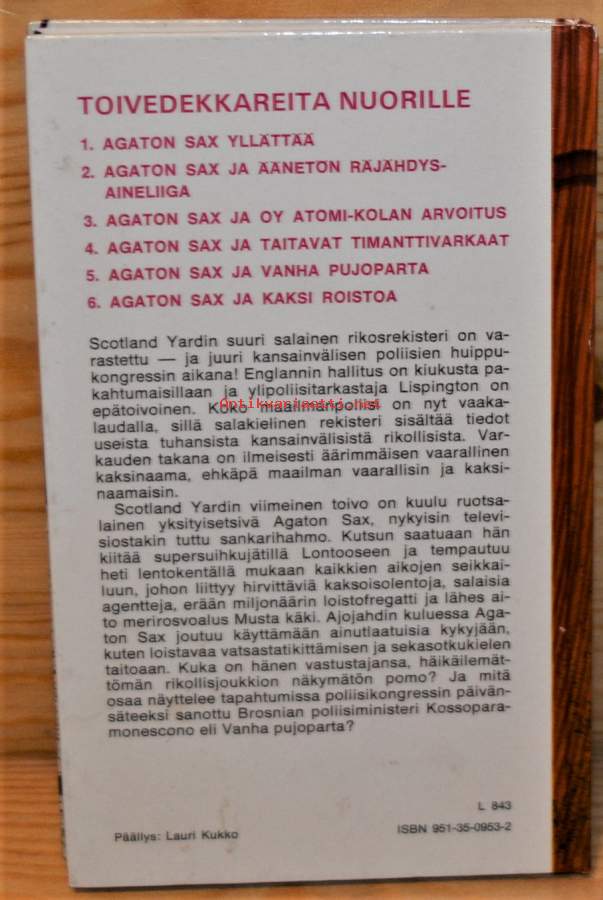 TOIVEDEKKAREITA NUORILLE
1. AGATON SAX YLLÄTTÄÄ
2. AGATON SAX JA ÄÄNETÖN RÄJÄHDYS-
AINELIIGA
3. AGATON SAX JA OY ATOMI-KOLAN ARVOITUS
4. AGATON SAX JA TAITAVAT TIMANTTIVARKAAT
5. AGATON SAX JA VANHA PUJOPARTA
6. AGATON SAX JA KAKSI ROISTOA
Scotland Yardin suuri salainen rikosrekisteri on va-
rastettu — ja juuri kansainvälisen poliisien huippu-
kongressin aikana! Englannin hallitus on kiukusta pa-
kahtumaisillaan ja ylipoliisitarkastaja Lispington on
epätoivoinen. Koko maailmanpoliisi on nyt vaaka-
laudalla, sillä salakielinen rekisteri sisältää tiedot
useista tuhansista kansainvälisistä rikollisista. Var-
kauden takana on ilmeisesti äärimmäisen vaarallinen
kaksinaama, ehkäpä maailman vaarallisin ja kaksi-
naamaisin.
Scotland Yardin viimeinen toivo on kuulu ruotsa-
lainen yksityisetsivä Agaton Sax, nykyisin televi-
siostakin tuttu sankarihahmo. Kutsun saatuaan hän
kiitää supersuihkujätillä Lontooseen ja tempautuu
heti lentokentällä mukaan kaikkien aikojen seikkai-
luun, johon liittyy hirvittäviä kaksoisolentoja, salaisia
agentteja, erään miljonäärin loistofregatti ja lähes ai-
to merirosvoalus Musta käki. Ajojahdin kuluessa Aga-
ton Sax joutuu käyttämään ainutlaatuisia kykyjään,
kuten loistavaa vatsastatikittämisen ja sekasotkukielen
taitoaan. Kuka on hänen vastustajansa, häikäilemät-
tömän rikollisjoukkion näkymätön pomo? Ja mitä
osaa näyttelee tapahtumissa poliisikongressin päivän-
säteeksi sanottu Brosnian poliisiministeri Kossopara-
monescono eli Vanha pujoparta?
L 843
Päällys: Lauri Kukko
ISBN 951-35-0953-2